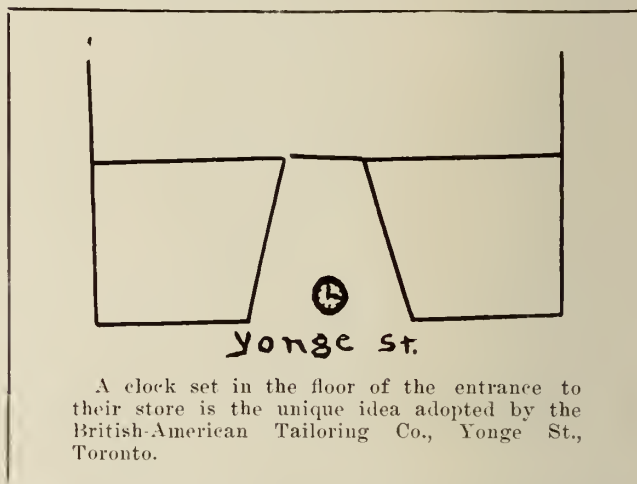 Yonge St.
A clock set in the floor of the entrance to
their store is the unique idea adopted by the
British-American Tailoring Co., Yonge St.,
Toronto.